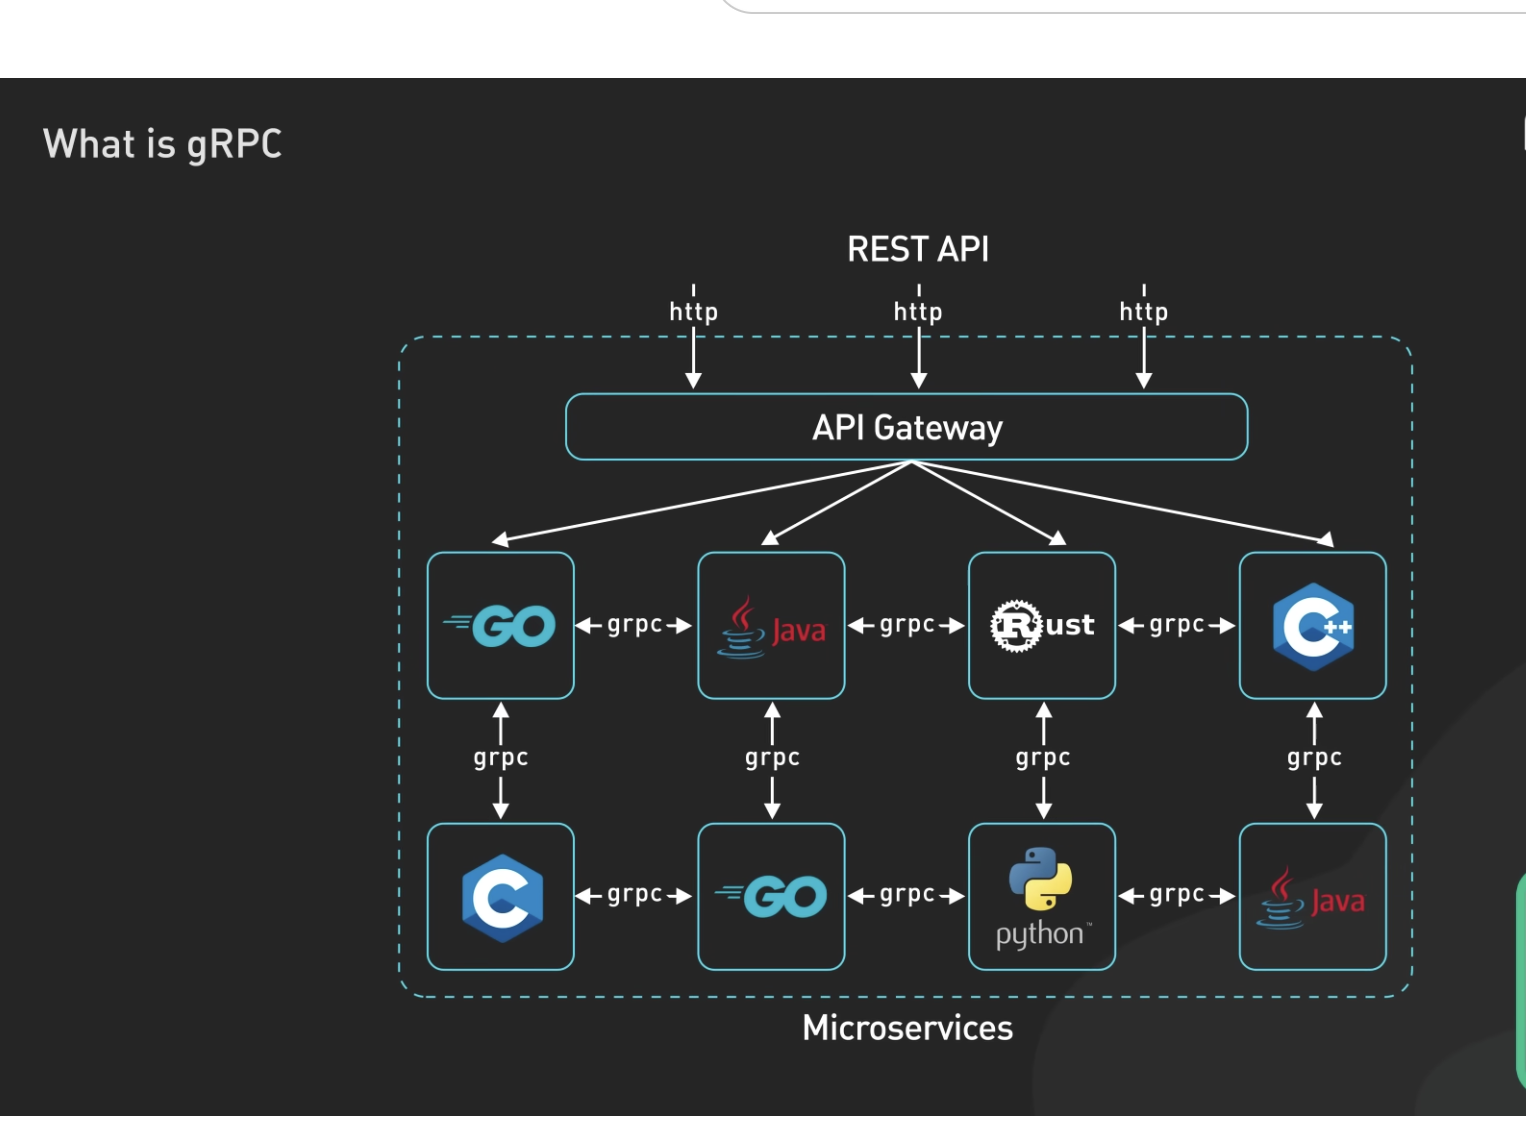 What is gRPC
REST API
http http http
API Gateway
GO grpc Java grpc Rust grpc C++
grpc grpc grpc grpc
C grpc GO grpc python™ grpc Java
Microservices